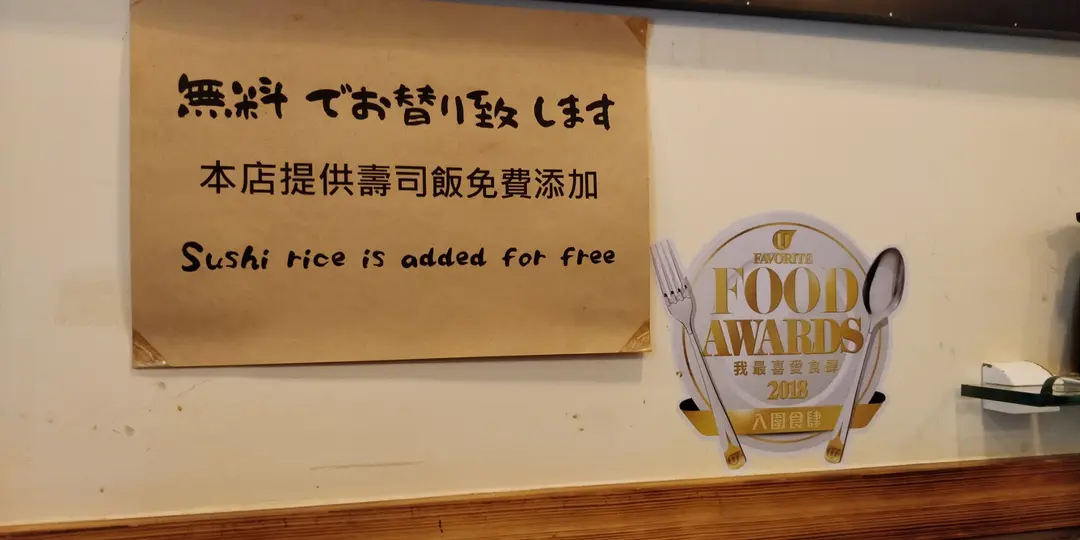 無料でお替り致します
本店提供壽司飯免費添加
Sushi rice is added for free
U
FAVORITE
FOOD
AWARDS
我最喜愛食肆
2018
入圍食肆